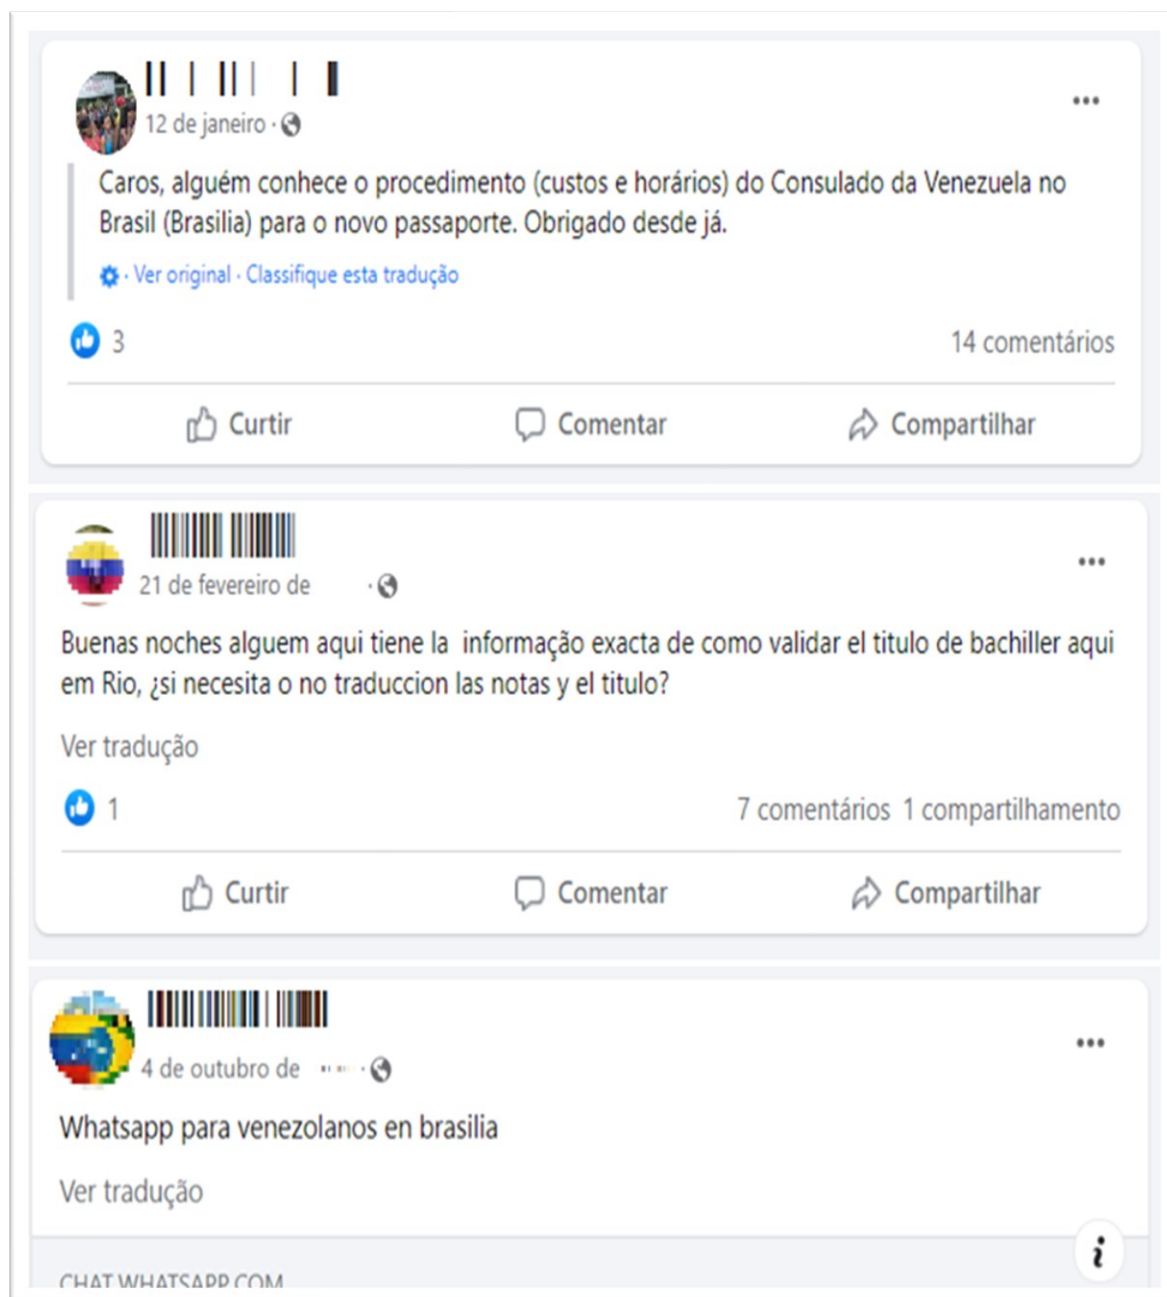 12 de janeiro ·
Caros, alguém conhece o procedimento (custos e horários) do Consulado da Venezuela no
Brasil (Brasilia) para o novo passaporte. Obrigado desde já.
· Ver original · Classifique esta tradução
3 14 comentários
Curtir Comentar Compartilhar
21 de fevereiro de ·
Buenas noches alguem aqui tiene la informação exacta de como validar el titulo de bachiller aqui
em Rio, ¿si necesita o no traduccion las notas y el titulo?
Ver tradução
1 7 comentários 1 compartilhamento
Curtir Comentar Compartilhar
4 de outubro de ·
Whatsapp para venezolanos en brasilia
Ver tradução
CHAT.WHATSAPP.COM